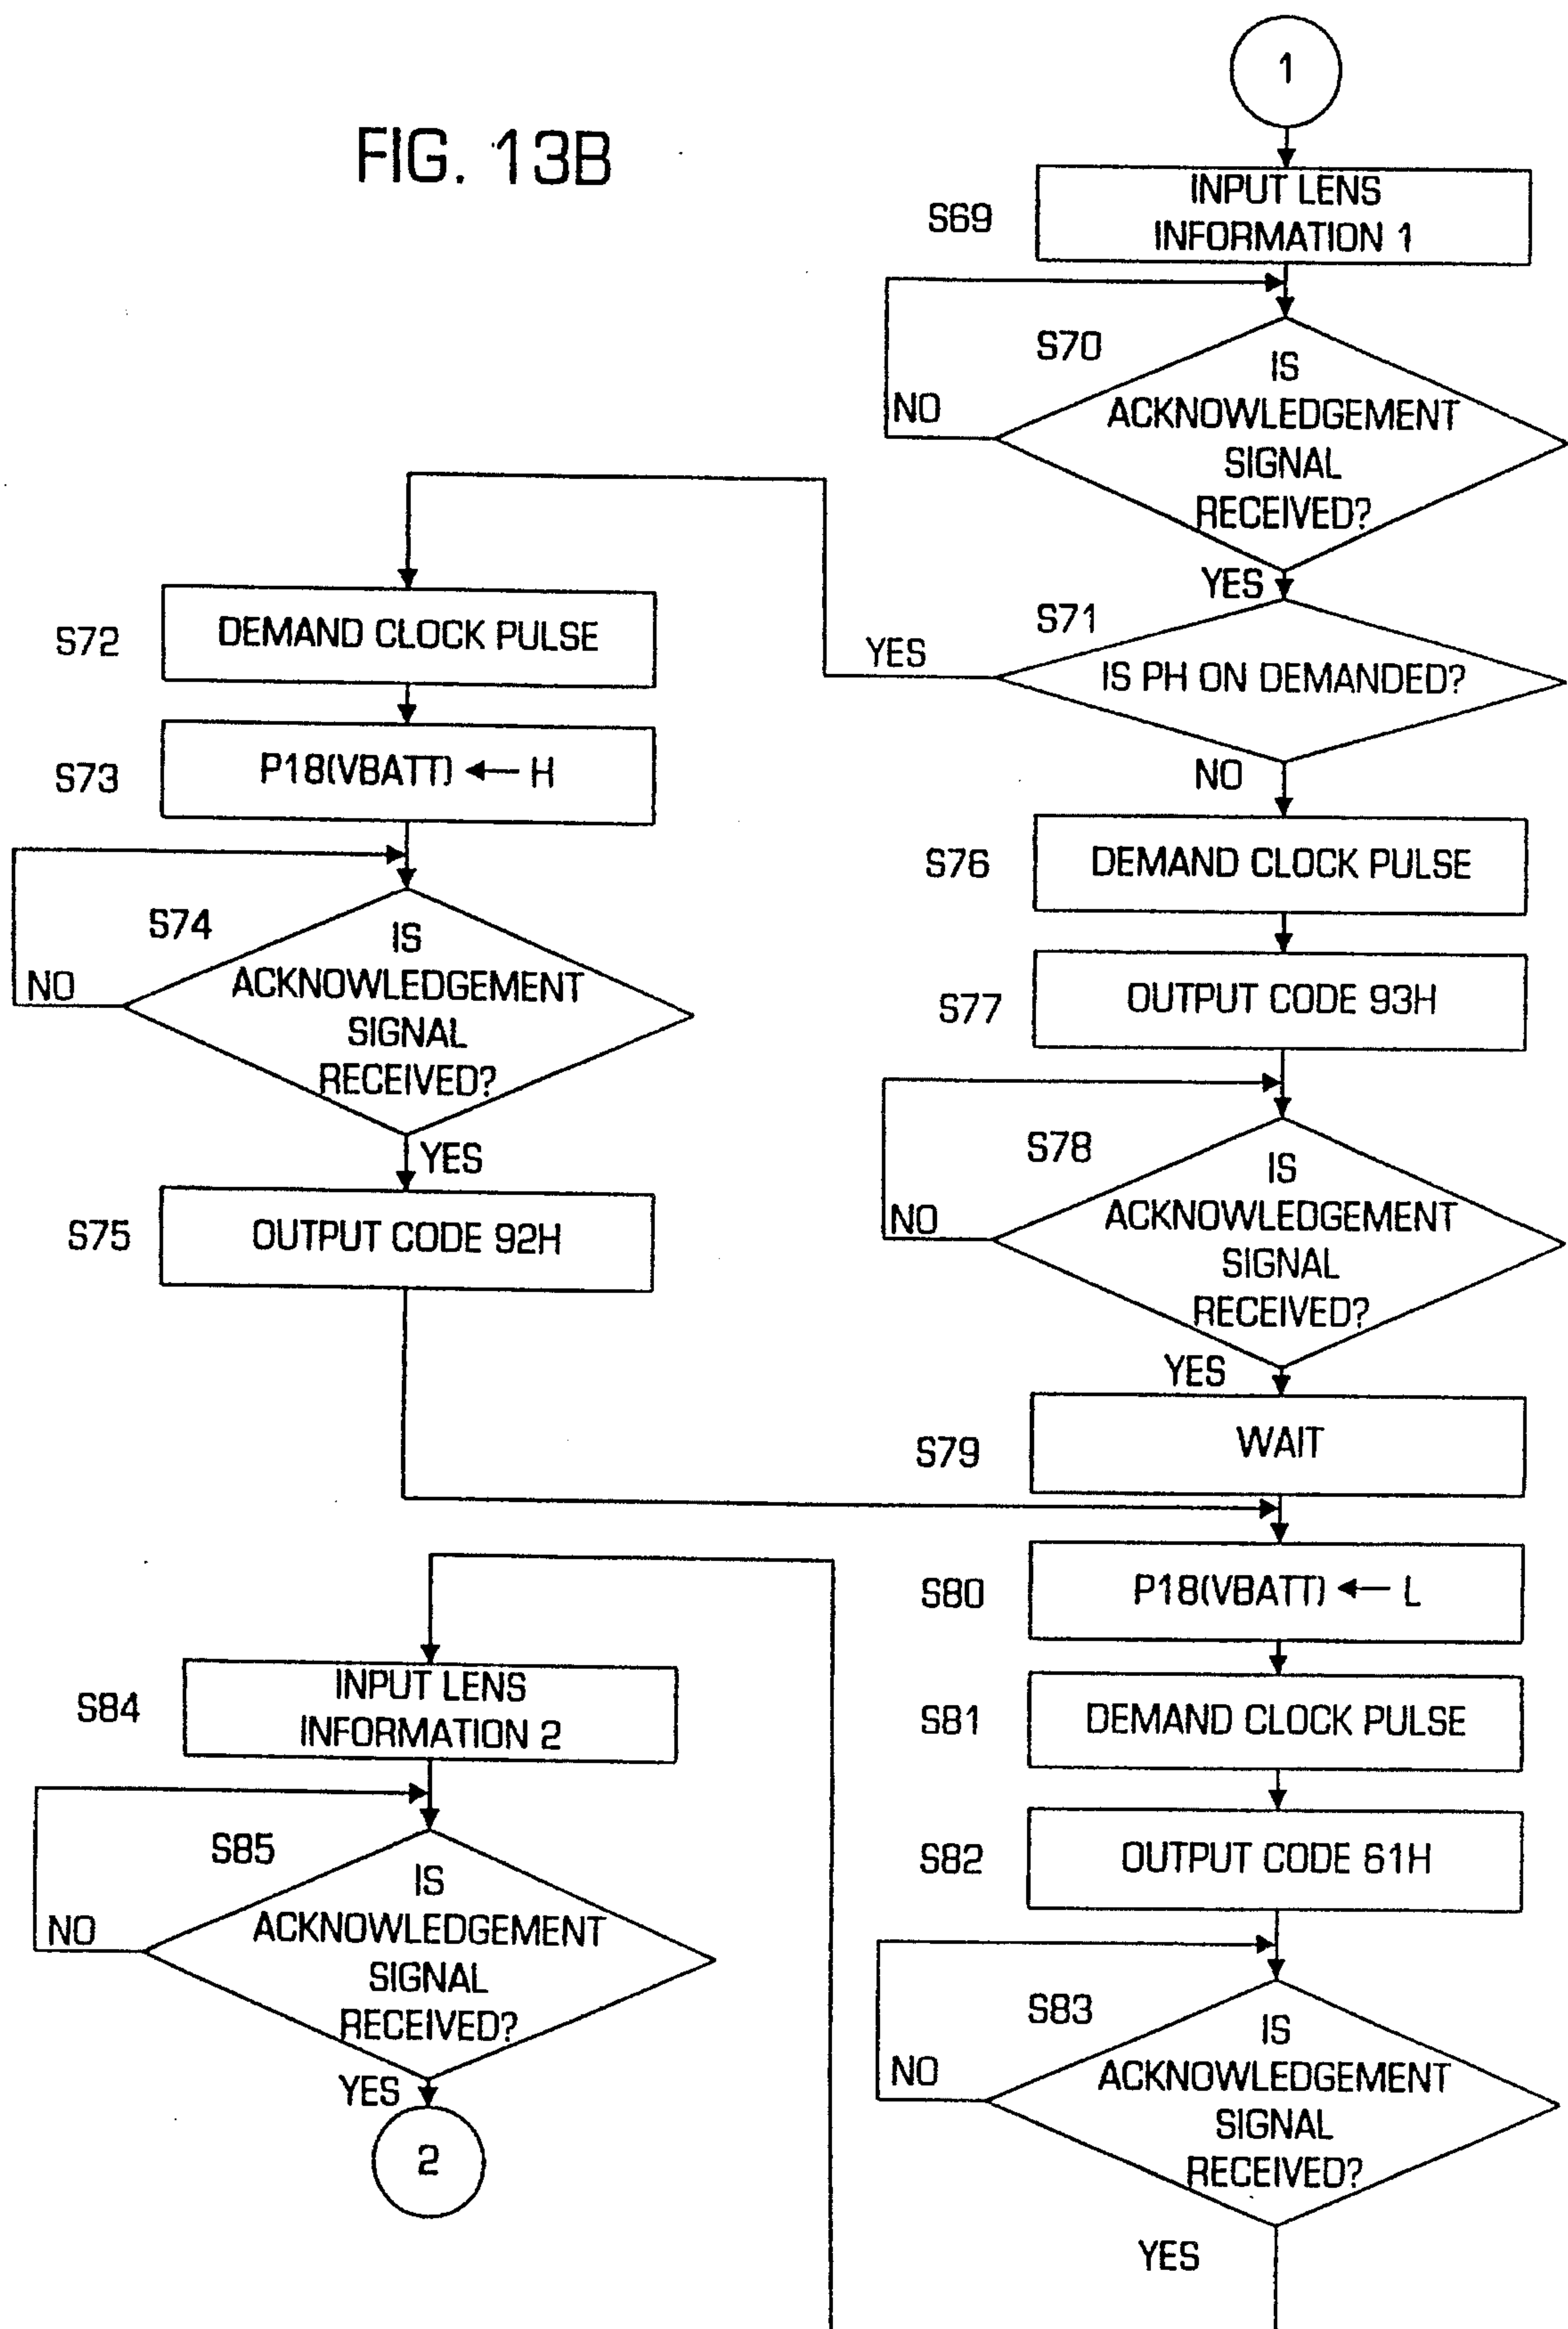 FIG. 13B
1
S69
INPUT LENS
INFORMATION 1
S70
IS
ACKNOWLEDGEMENT
SIGNAL
RECEIVED?
NO
YES
S71
IS PH ON DEMANDED?
YES
NO
S72
DEMAND CLOCK PULSE
S73
P18(VBATT) ← H
S74
IS
ACKNOWLEDGEMENT
SIGNAL
RECEIVED?
NO
YES
S75
OUTPUT CODE 92H
S76
DEMAND CLOCK PULSE
S77
OUTPUT CODE 93H
S78
IS
ACKNOWLEDGEMENT
SIGNAL
RECEIVED?
NO
YES
S79
WAIT
S80
P18(VBATT) ← L
S81
DEMAND CLOCK PULSE
S82
OUTPUT CODE 61H
S83
IS
ACKNOWLEDGEMENT
SIGNAL
RECEIVED?
NO
YES
S84
INPUT LENS
INFORMATION 2
S85
IS
ACKNOWLEDGEMENT
SIGNAL
RECEIVED?
NO
YES
2